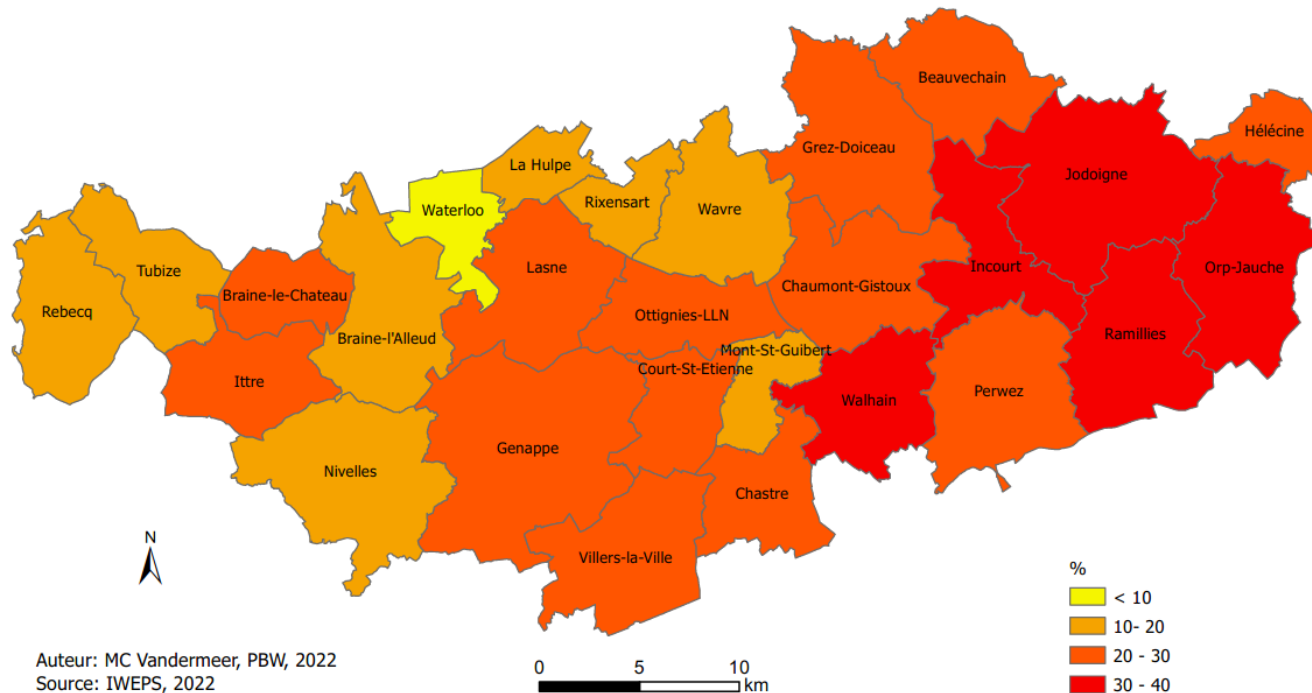 Beauvechain
Hélécine
Grez-Doiceau
La Hulpe
Jodoigne
Rixensart
Waterloo
Wavre
Tubize
Lasne
Incourt
Orp-Jauche
Braine-le-Chateau
Chaumont-Gistoux
Rebecq
Ottignies-LLN
Ramillies
Braine-l'Alleud
Mont-St-Guibert
Court-St-Etienne
Ittre
Perwez
Walhain
Genappe
Nivelles
Chastre
Villers-la-Ville
N
%
< 10
10- 20
20 - 30
30 - 40
Auteur: MC Vandermeer, PBW, 2022
Source: IWEPS, 2022
0 5 10
km